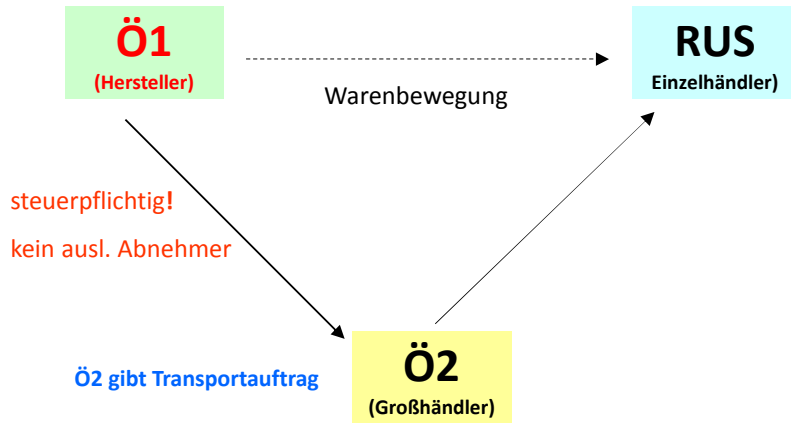 Ö1
(Hersteller)
RUS
Einzelhändler)
Warenbewegung
steuerpflichtig!
kein ausl. Abnehmer
Ö2 gibt Transportauftrag
Ö2
(Großhändler)